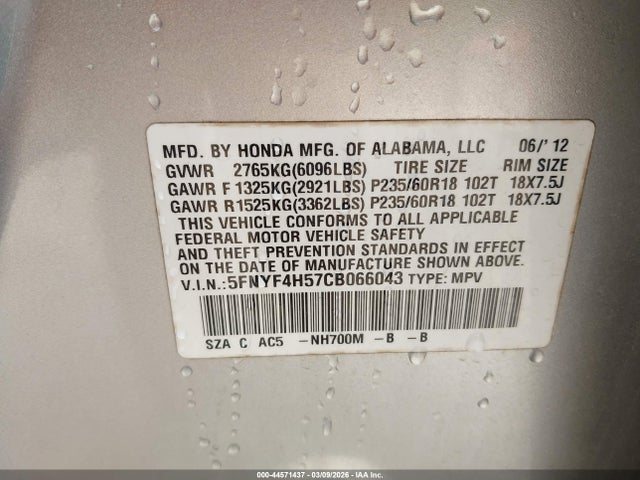 MFD. BY HONDA MFG. OF ALABAMA, LLC 06/'12
GVWR 2765KG(6096LBS) TIRE SIZE RIM SIZE
GAWR F 1325KG(2921LBS) P235/60R18 102T 18X7.5J
GAWR R 1525KG(3362LBS) P235/60R18 102T 18X7.5J
THIS VEHICLE CONFORMS TO ALL APPLICABLE
FEDERAL MOTOR VEHICLE SAFETY
AND THEFT PREVENTION STANDARDS IN EFFECT
ON THE DATE OF MANUFACTURE SHOWN ABOVE.
V.I.N.: 5FNYF4H57CB066043 TYPE: MPV
SZA C AC5 -NH700M -B -B
000-44571437 - 03/09/2026 - IAA Inc.